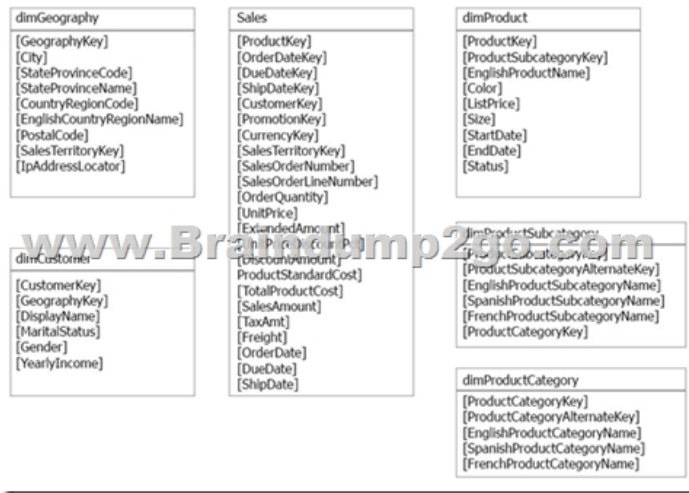 dimGeography
[GeographyKey]
[City]
[StateProvinceCode]
[StateProvinceName]
[CountryRegionCode]
[EnglishCountryRegionName]
[PostalCode]
[SalesTerritoryKey]
[IpAddressLocator]
dimCustomer
[CustomerKey]
[GeographyKey]
[DisplayName]
[MaritalStatus]
[Gender]
[YearlyIncome]
Sales
[ProductKey]
[OrderDateKey]
[DueDateKey]
[ShipDateKey]
[CustomerKey]
[PromotionKey]
[CurrencyKey]
[SalesTerritoryKey]
[SalesOrderNumber]
[SalesOrderLineNumber]
[OrderQuantity]
[UnitPrice]
[ExtendedAmount]
[DiscountAmount]
ProductStandardCost]
[TotalProductCost]
[SalesAmount]
[TaxAmt]
[Freight]
[OrderDate]
[DueDate]
[ShipDate]
dimProduct
[ProductKey]
[ProductSubcategoryKey]
[EnglishProductName]
[Color]
[ListPrice]
[Size]
[StartDate]
[EndDate]
[Status]
dimProductSubcategory
[ProductSubcategoryKey]
[ProductSubcategoryAlternateKey]
[EnglishProductSubcategoryName]
[SpanishProductSubcategoryName]
[FrenchProductSubcategoryName]
[ProductCategoryKey]
dimProductCategory
[ProductCategoryKey]
[ProductCategoryAlternateKey]
[EnglishProductCategoryName]
[SpanishProductCategoryName]
[FrenchProductCategoryName]
www.Braindump2go.com